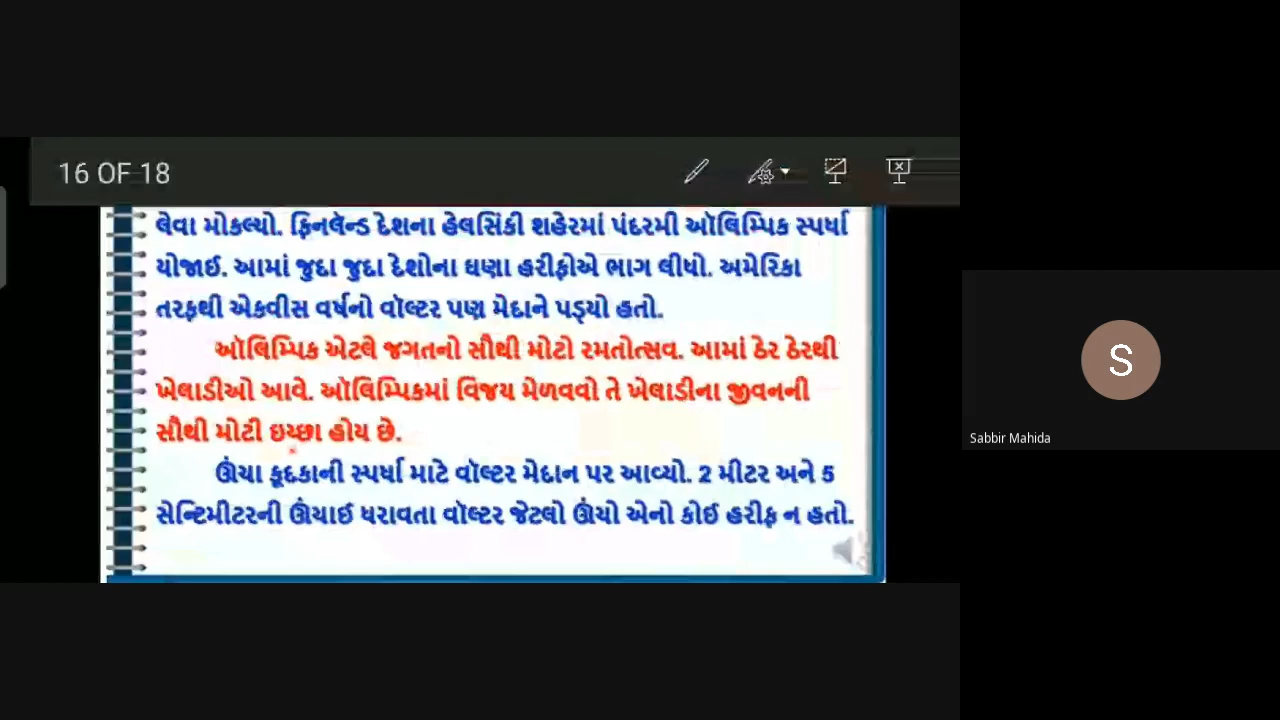 16 OF 18
લેવા મોકલ્યો. ફિનલૅન્ડ દેશના હેલસિંકી શહેરમાં પંદરમી ઑલિમ્પિક સ્પર્ધા
યોજાઈ. આમાં જુદા જુદા દેશોના ઘણા હરીફોએ ભાગ લીધો. અમેરિકા
તરફથી એકવીસ વર્ષનો વૉલ્ટર પણ મેદાને પડ્યો હતો.
ઑલિમ્પિક એટલે જગતનો સૌથી મોટો રમતોત્સવ. આમાં ઠેર ઠેરથી
ખેલાડીઓ આવે. ઑલિમ્પિકમાં વિજય મેળવવો તે ખેલાડીના જીવનની
સૌથી મોટી ઇચ્છા હોય છે.
ઊંચા કૂદકાની સ્પર્ધા માટે વૉલ્ટર મેદાન પર આવ્યો. 2 મીટર અને 5
સેન્ટિમીટરની ઊંચાઈ ધરાવતા વૉલ્ટર જેટલો ઊંચો એનો કોઈ હરીફ ન હતો.
S
Sabbir Mahida